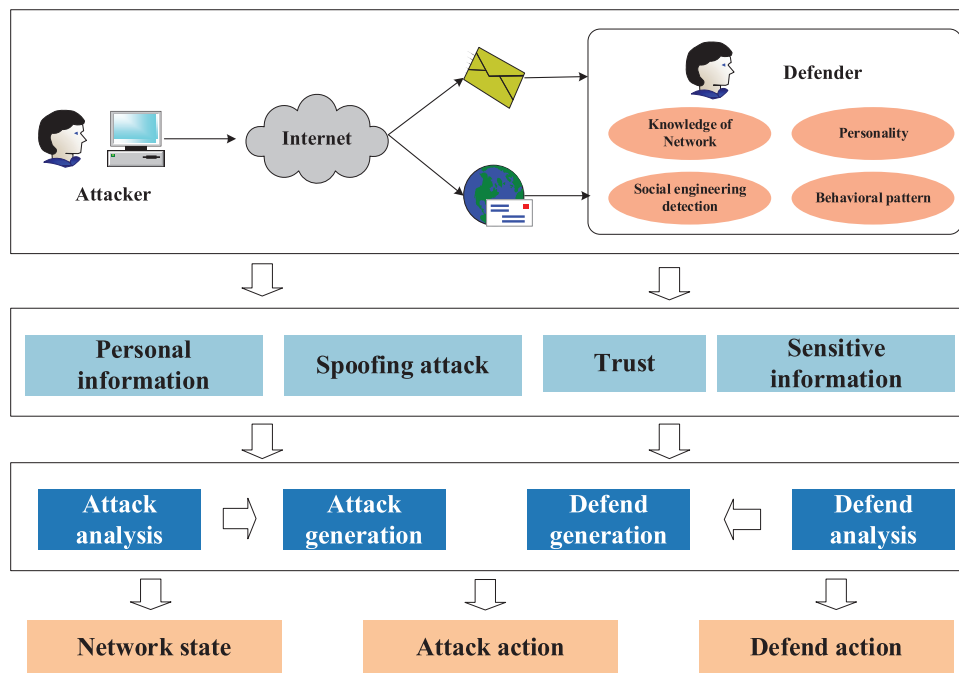 Attacker
Internet
Defender
Knowledge of
Network
Personality
Social engineering
detection
Behavioral pattern
Personal
information
Spoofing attack
Trust
Sensitive
information
Attack
analysis
Attack
generation
Defend
generation
Defend
analysis
Network state
Attack action
Defend action